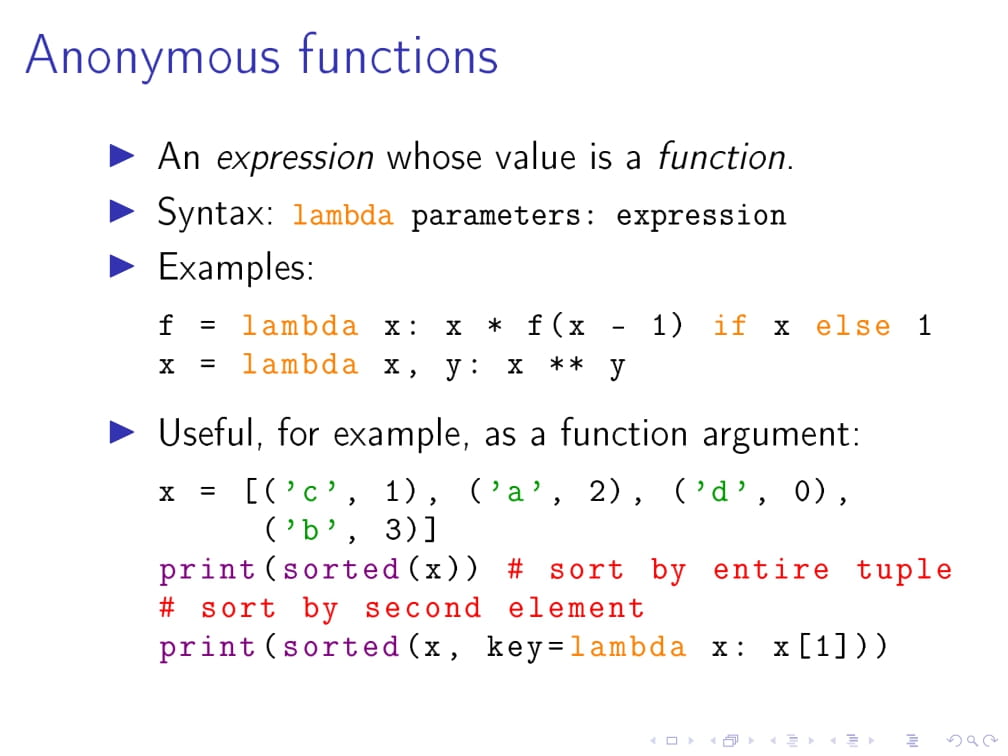 Anonymous functions
An expression whose value is a function.
Syntax: lambda parameters: expression
Examples:
f = lambda x: x * f(x - 1) if x else 1
x = lambda x, y: x ** y
Useful, for example, as a function argument:
x = [('c', 1), ('a', 2), ('d', 0),
     ('b', 3)]
print(sorted(x)) # sort by entire tuple
# sort by second element
print(sorted(x, key=lambda x: x[1]))